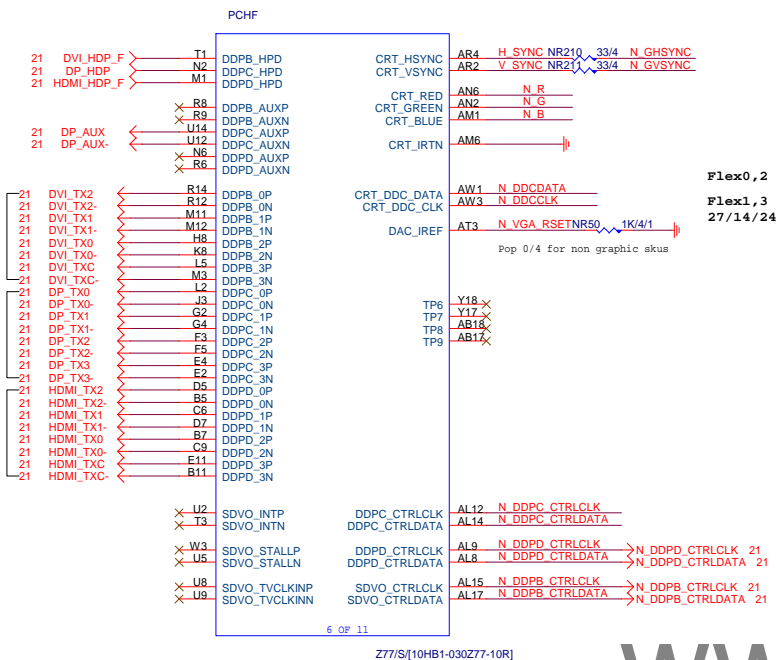 PCHF
21 DVI_HDP_F T1 DDPB_HPD CRT_HSYNC AR4 H_SYNC NR210 33/4 N_GHSYNC
21 DP_HDP N2 DDPC_HPD CRT_VSYNC AR2 V_SYNC NR211 33/4 N_GVSYNC
21 HDMI_HDP_F M1 DDPD_HPD
CRT_RED AN6 N_R
R8 DDPB_AUXP CRT_GREEN AN2 N_G
R9 DDPB_AUXN CRT_BLUE AM1 N_B
21 DP_AUX U14 DDPC_AUXP
21 DP_AUX- U12 DDPC_AUXN CRT_IRTN AM6
N6 DDPD_AUXP
R6 DDPD_AUXN
Flex0,2
21 DVI_TX2 R14 DDPB_0P CRT_DDC_DATA AW1 N_DDCDATA
21 DVI_TX2- R12 DDPB_0N CRT_DDC_CLK AW3 N_DDCCLK
Flex1,3
21 DVI_TX1 M11 DDPB_1P
27/14/24
21 DVI_TX1- M12 DDPB_1N DAC_IREF AT3 N_VGA_RSET NR50 1K/4/1
21 DVI_TX0 H8 DDPB_2P
21 DVI_TX0- K8 DDPB_2N Pop 0/4 for non graphic skus
21 DVI_TXC L5 DDPB_3P
21 DVI_TXC- M3 DDPB_3N
21 DP_TX0 L2 DDPC_0P
21 DP_TX0- J3 DDPC_0N TP6 Y18
21 DP_TX1 G2 DDPC_1P TP7 Y17
21 DP_TX1- G4 DDPC_1N TP8 AB18
21 DP_TX2 F3 DDPC_2P TP9 AB17
21 DP_TX2- F5 DDPC_2N
21 DP_TX3 E4 DDPC_3P
21 DP_TX3- E2 DDPC_3N
21 HDMI_TX2 D5 DDPD_0P
21 HDMI_TX2- B5 DDPD_0N
21 HDMI_TX1 C6 DDPD_1P
21 HDMI_TX1- D7 DDPD_1N
21 HDMI_TX0 B7 DDPD_2P
21 HDMI_TX0- C9 DDPD_2N
21 HDMI_TXC E11 DDPD_3P
21 HDMI_TXC- B11 DDPD_3N
U2 SDVO_INTP DDPC_CTRLCLK AL12 N_DDPC_CTRLCLK
T3 SDVO_INTN DDPC_CTRLDATA AL14 N_DDPC_CTRLDATA
W3 SDVO_STALLP DDPD_CTRLCLK AL9 N_DDPD_CTRLCLK N_DDPD_CTRLCLK 21
U5 SDVO_STALLN DDPD_CTRLDATA AL8 N_DDPD_CTRLDATA N_DDPD_CTRLDATA 21
U8 SDVO_TVCLKINP SDVO_CTRLCLK AL15 N_DDPB_CTRLCLK N_DDPB_CTRLCLK 21
U9 SDVO_TVCLKINN SDVO_CTRLDATA AL17 N_DDPB_CTRLDATA N_DDPB_CTRLDATA 21
6 OF 11
Z77/S/[10HB1-030Z77-10R]